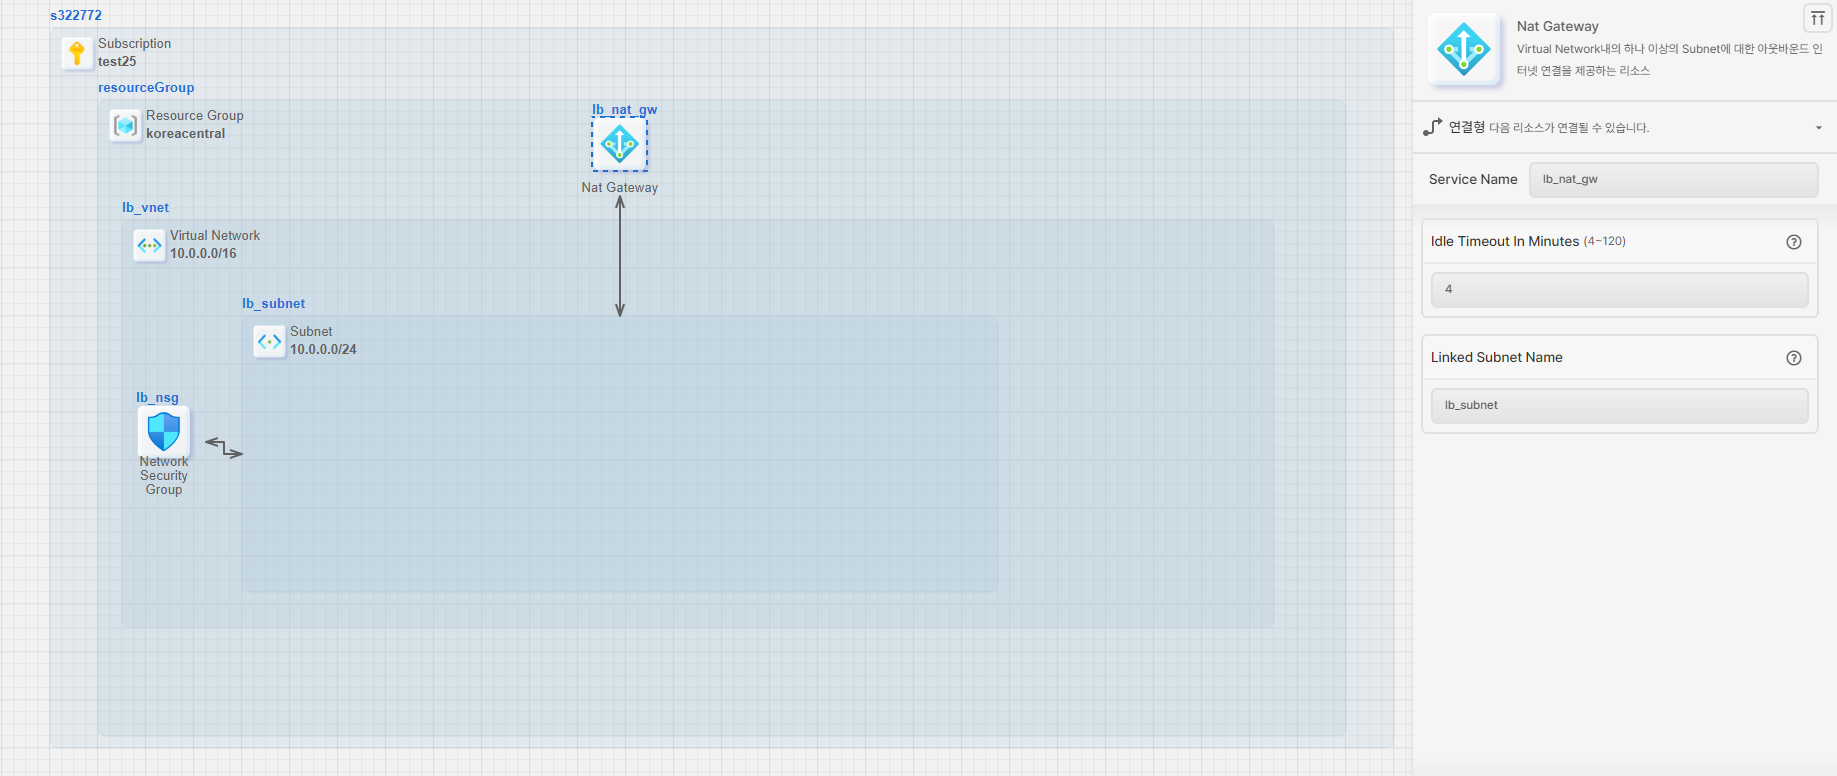 s322772
Subscription
test25
resourceGroup
Resource Group
koreacentral
lb_nat_gw
Nat Gateway
lb_vnet
Virtual Network
10.0.0.0/16
lb_subnet
Subnet
10.0.0.0/24
lb_nsg
Network
Security
Group
Nat Gateway
Virtual Network내의 하나 이상의 Subnet에 대한 아웃바운드 인
터넷 연결을 제공하는 리소스
연결형 다음 리소스가 연결될 수 있습니다.
Service Name lb_nat_gw
Idle Timeout In Minutes (4~120)
4
Linked Subnet Name
lb_subnet